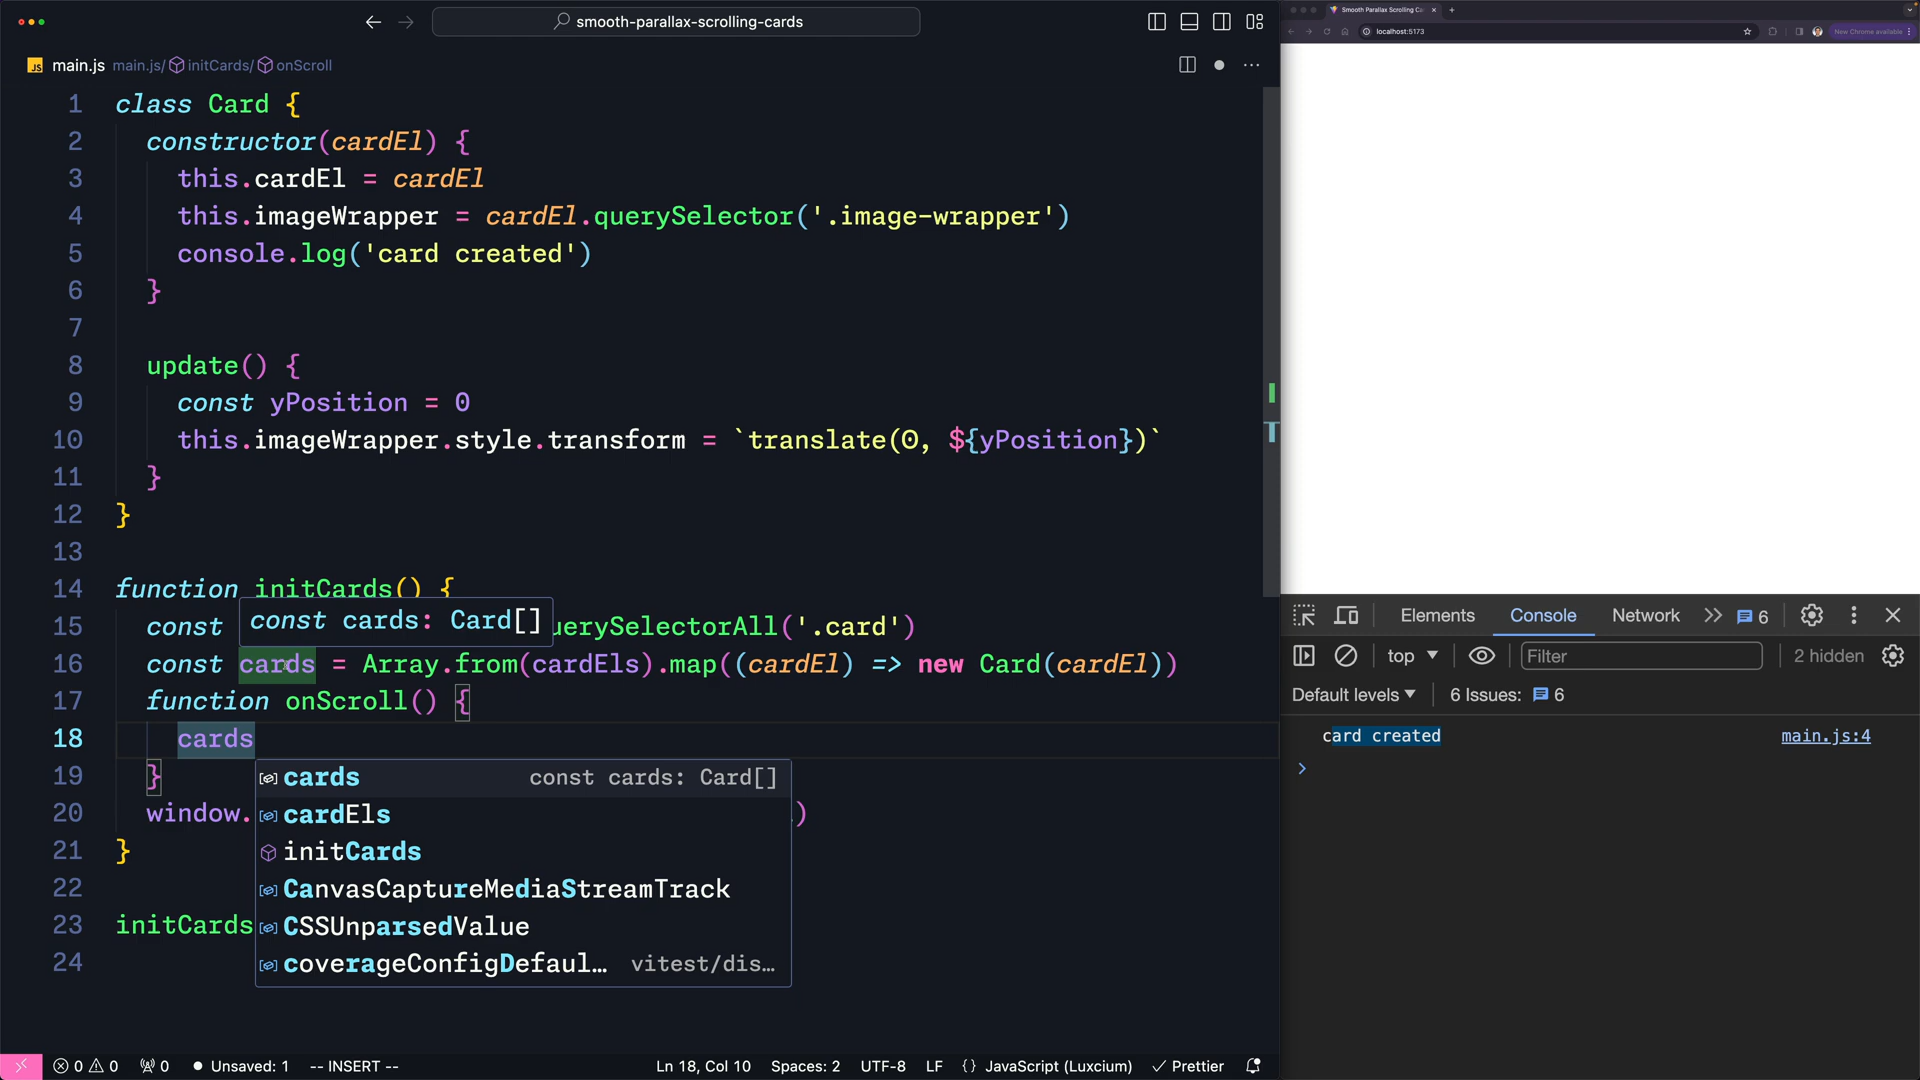 smooth-parallax-scrolling-cards
main.js main.js/ initCards/ onScroll
1 class Card {
2 constructor(cardEl) {
3 this.cardEl = cardEl
4 this.imageWrapper = cardEl.querySelector('.image-wrapper')
5 console.log('card created')
6 }
7
8 update() {
9 const yPosition = 0
10 this.imageWrapper.style.transform = `translate(0, ${yPosition})`
11 }
12 }
13
14 function initCards() {
const cards: Card[]
15 const uerySelectorAll('.card')
16 const cards = Array.from(cardEls).map((cardEl) => new Card(cardEl))
17 function onScroll() {
18 cards
cards const cards: Card[]
19 }
cardEls
20 window. )
initCards
21 }
CanvasCaptureMediaStreamTrack
22
CSSUnparsedValue
23 initCards
coverageConfigDefaul... vitest/dis...
24
0 0 0 Unsaved: 1 -- INSERT -- Ln 18, Col 10 Spaces: 2 UTF-8 LF {} JavaScript (Luxcium) Prettier
Smooth Parallax Scrolling Ca
localhost:5173 New Chrome available
Elements Console Network 6
top Filter 2 hidden
Default levels 6 Issues: 6
card created main.js:4